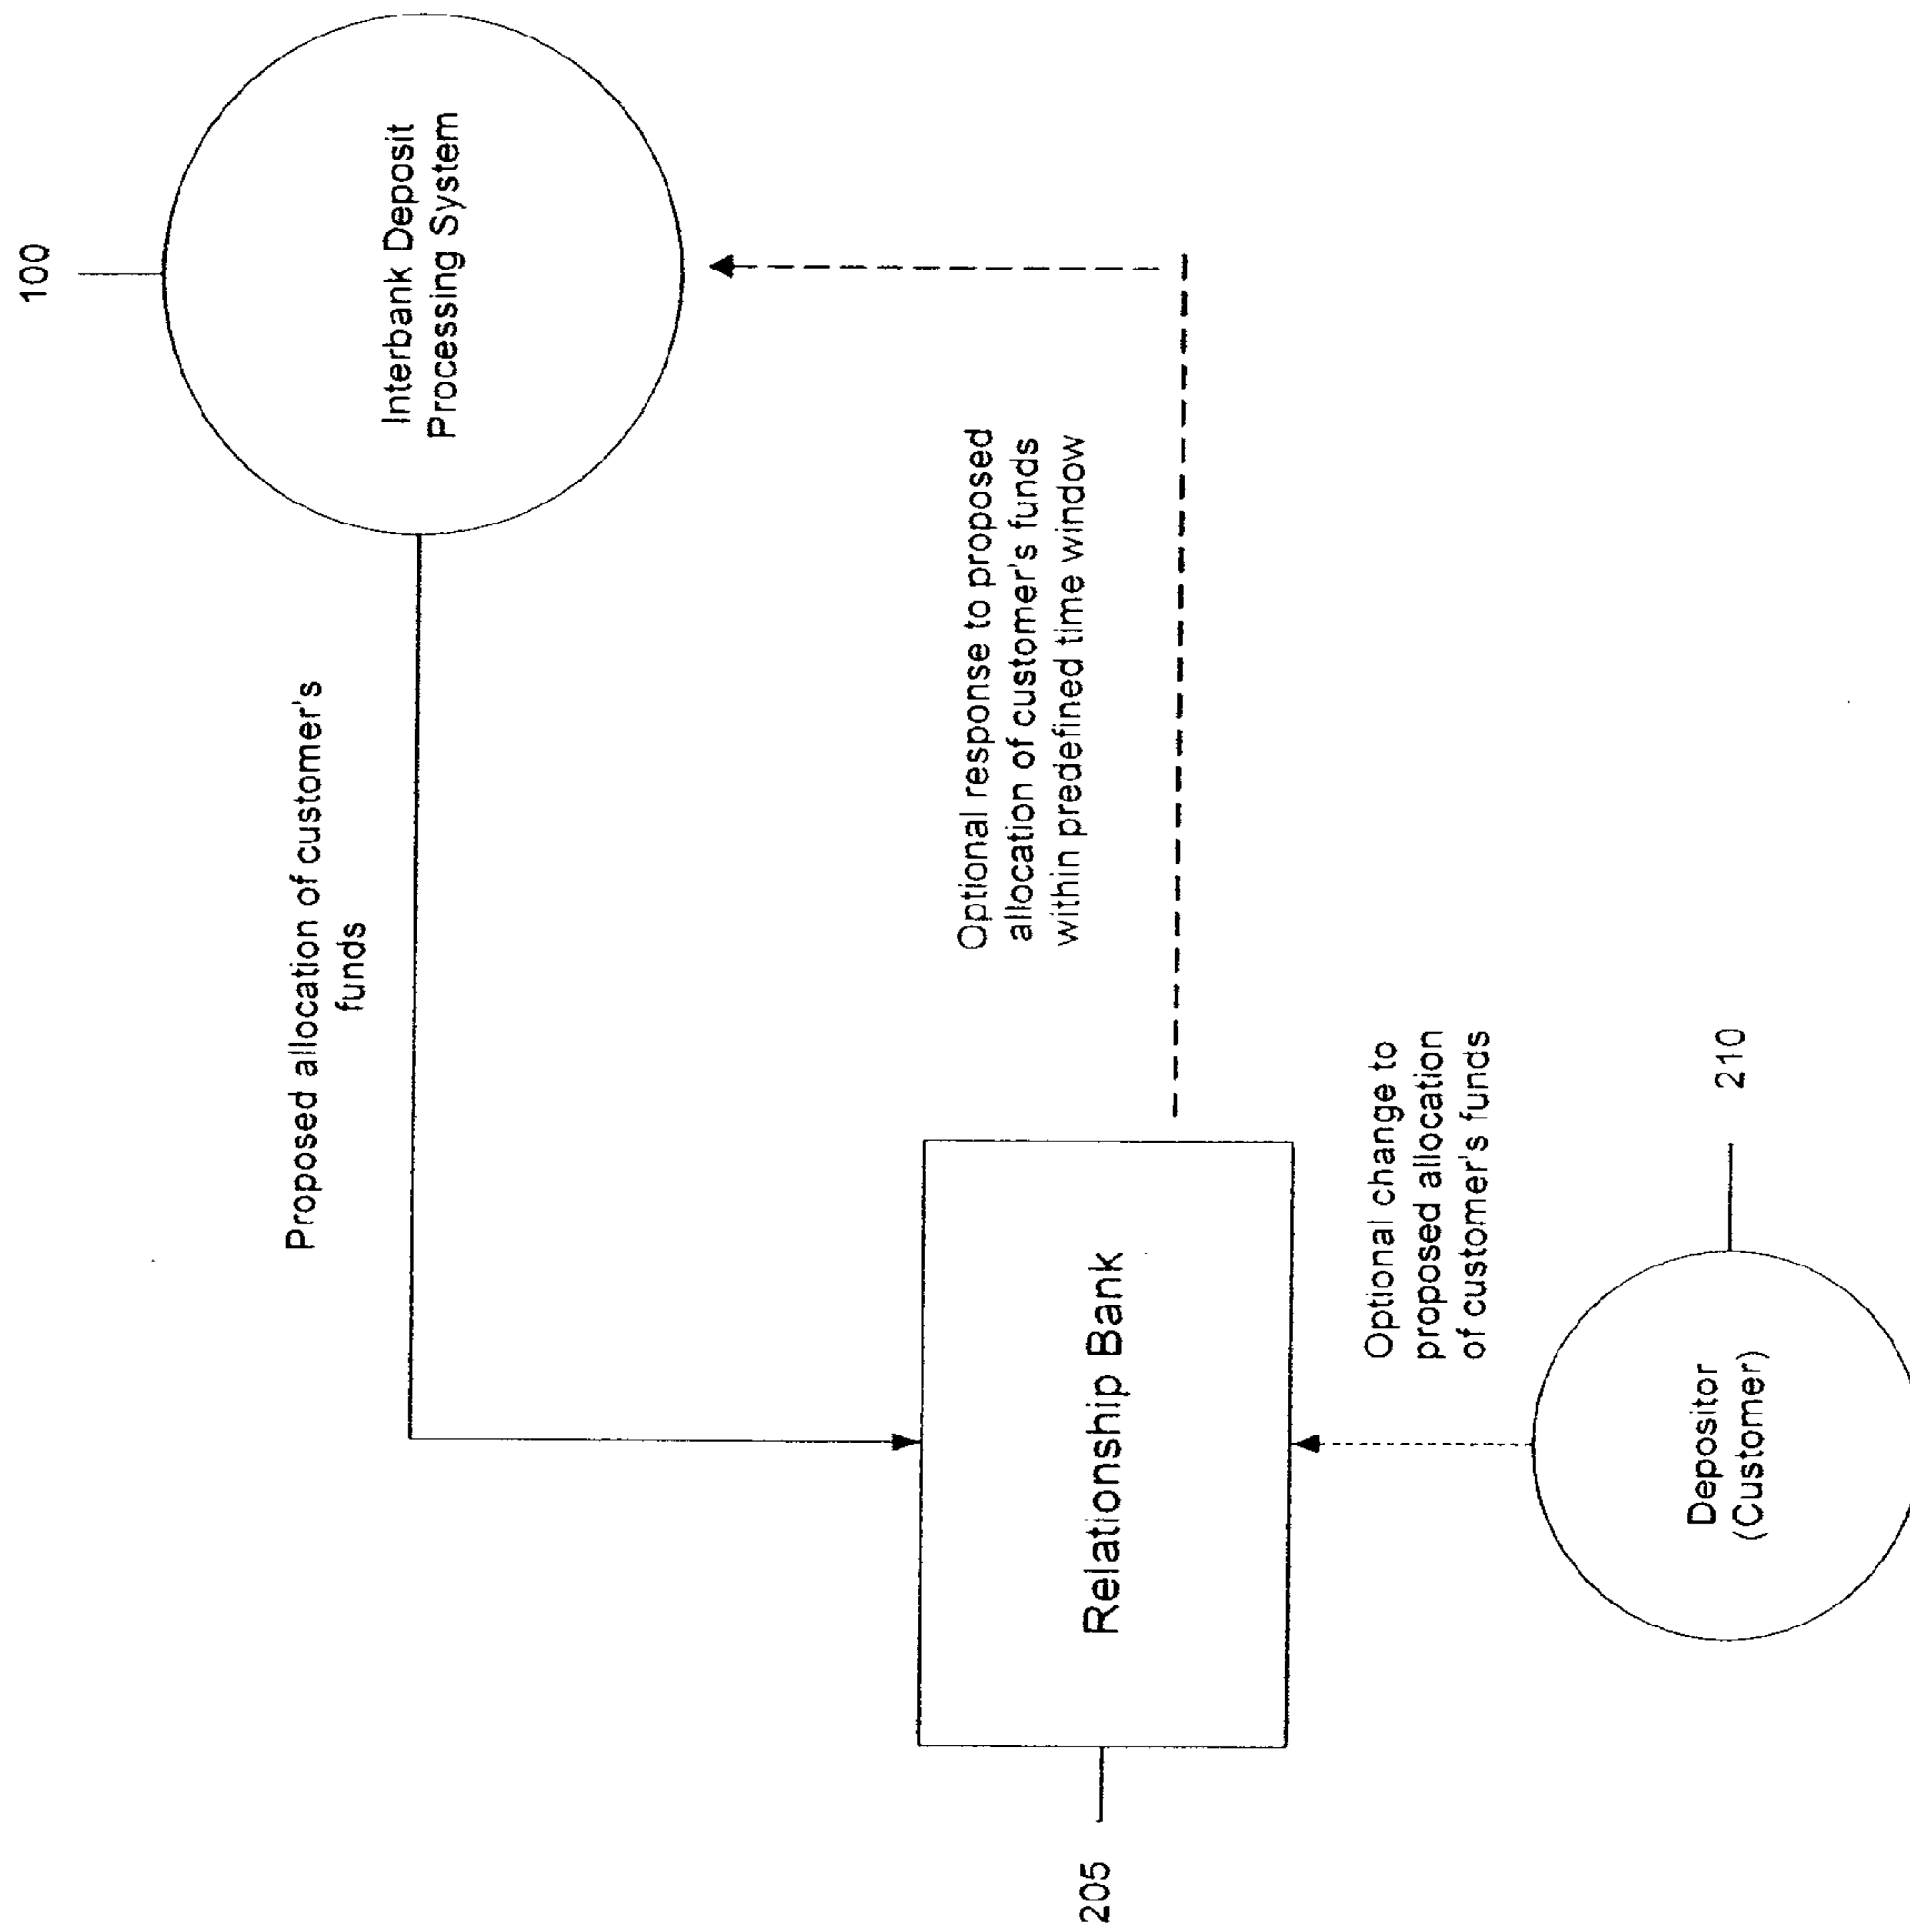 100
Interbank Deposit
Processing System
Proposed allocation of customer's
funds
Optional response to proposed
allocation of customer's funds
within predefined time window
Relationship Bank
205
Optional change to
proposed allocation
of customer's funds
Depositor
(Customer)
210